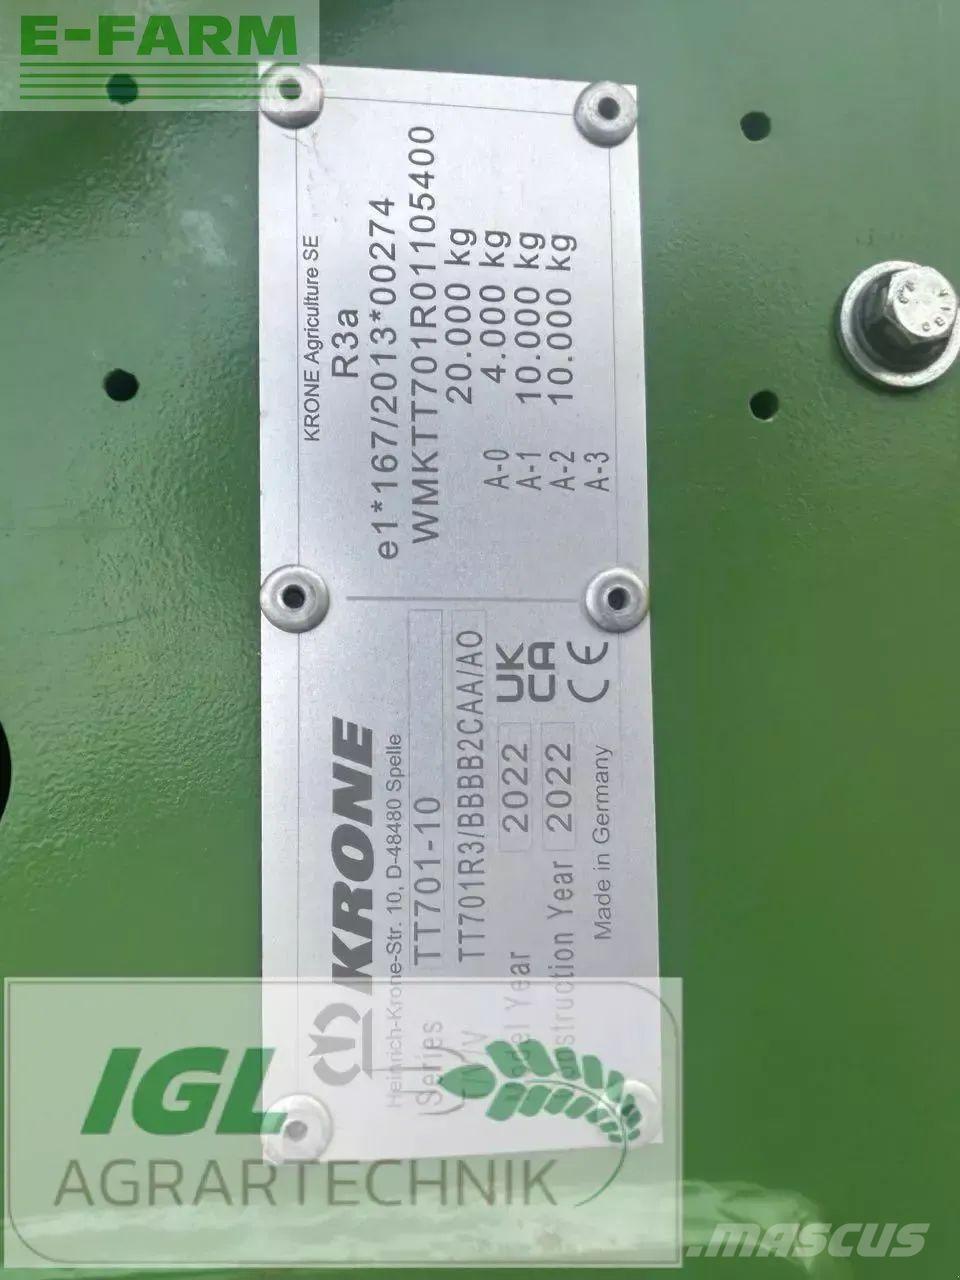 E-FARM
KRONE
Heinrich-Krone-Str. 10, D-48480 Spelle
Series TT701-10
TT701R3/BBBB2CAA/A0
Model Year 2022
Construction Year 2022
UK
CA
CE
Made in Germany
KRONE Agriculture SE
R3a
e1*167/2013*00274
WMKTT701R01105400
20.000 kg
A-0 4.000 kg
A-1 10.000 kg
A-2 10.000 kg
A-3
IGL
AGRARTECHNIK
MASCUS